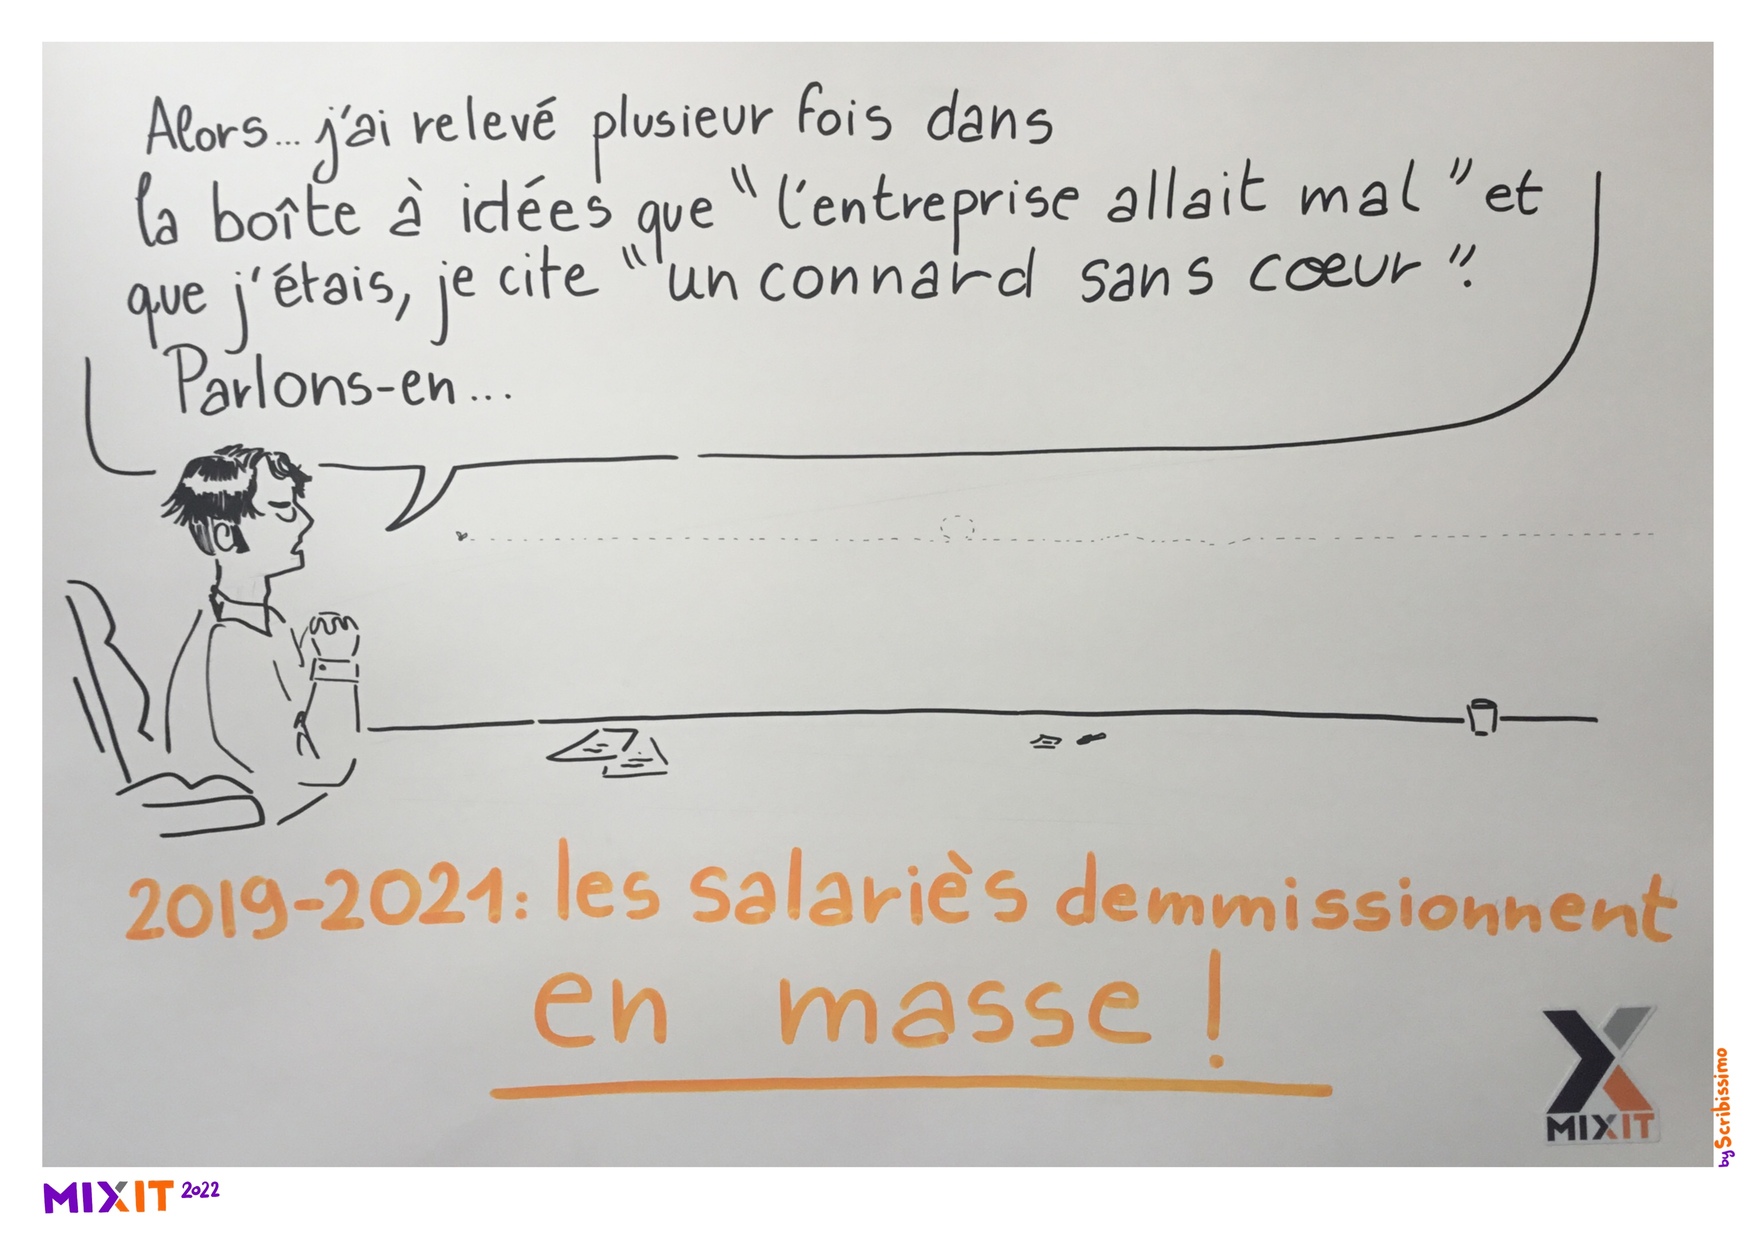 Alors... j'ai relevé plusieur fois dans
la boîte à idées que "l'entreprise allait mal" et
que j'étais, je cite "un connard sans cœur".
Parlons-en...
2019-2021: les salariès demmissionnent
en masse !
MIXIT
by Scribissimo
MIXIT 2022